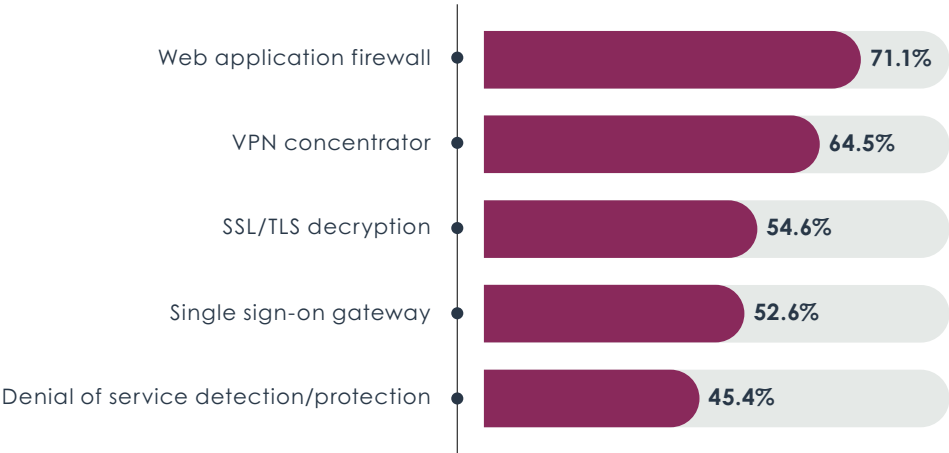 Web application firewall 71.1%
VPN concentrator 64.5%
SSL/TLS decryption 54.6%
Single sign-on gateway 52.6%
Denial of service detection/protection 45.4%